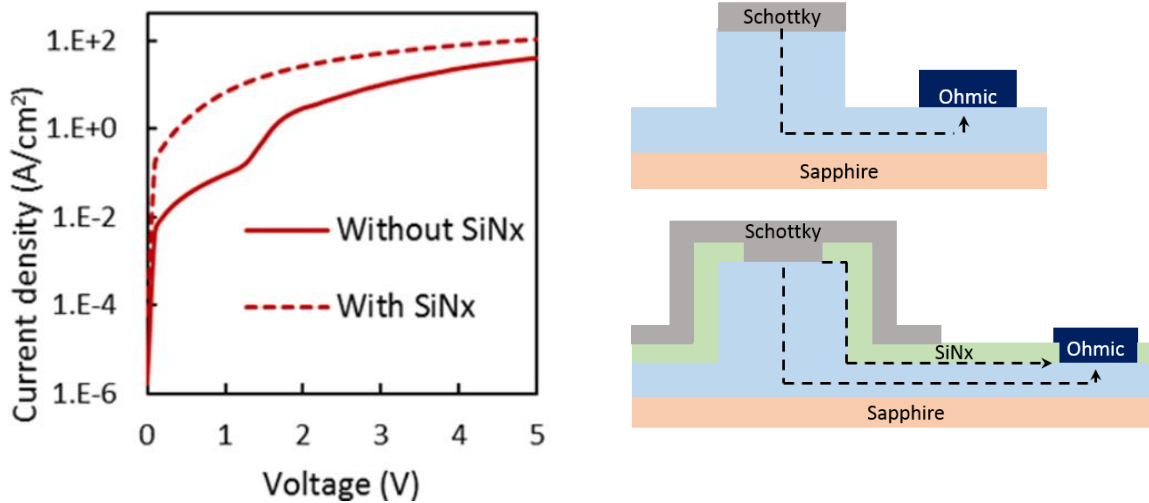 Current density (A/cm²)
1.E+2
1.E+0
1.E-2
1.E-4
1.E-6
Without SiNx
With SiNx
0 1 2 3 4 5
Voltage (V)
Schottky
Ohmic
Sapphire
Schottky
SiNx
Ohmic
Sapphire